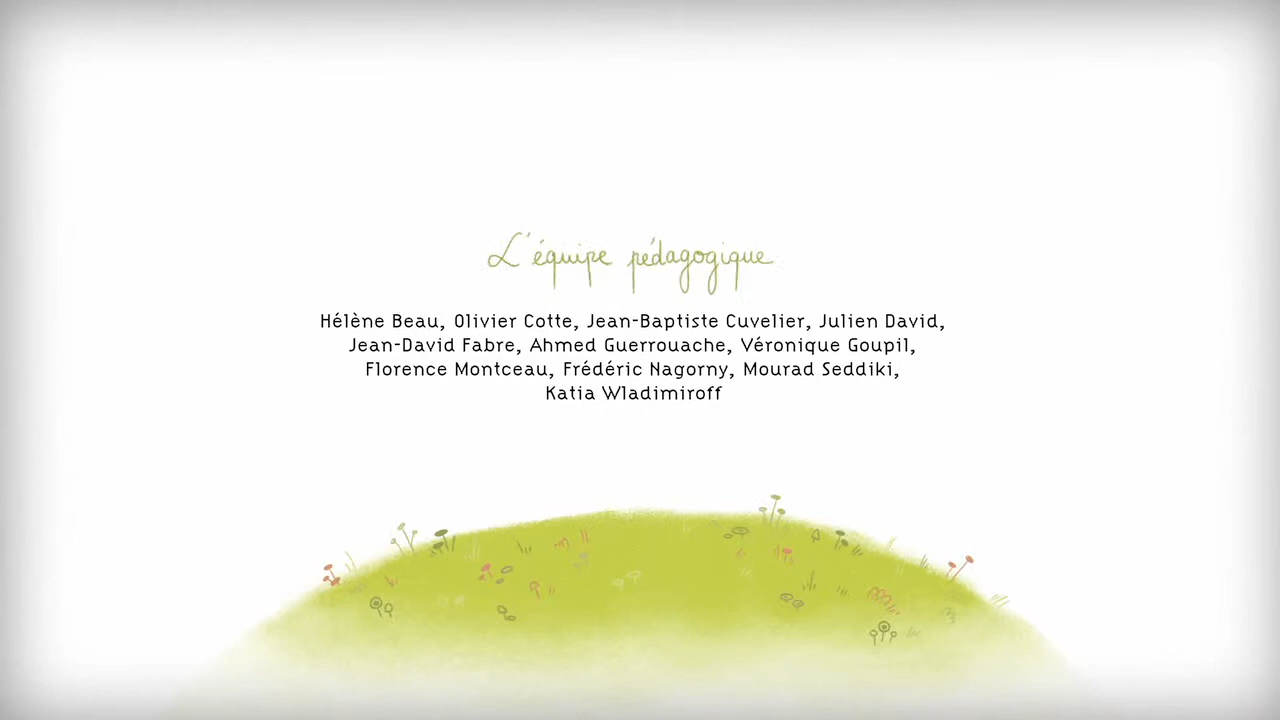 L'équipe pédagogique
Hélène Beau, Olivier Cotte, Jean-Baptiste Cuvelier, Julien David,
Jean-David Fabre, Ahmed Guerrouache, Véronique Goupil,
Florence Montceau, Frédéric Nagorny, Mourad Seddiki,
Katia Wladimiroff